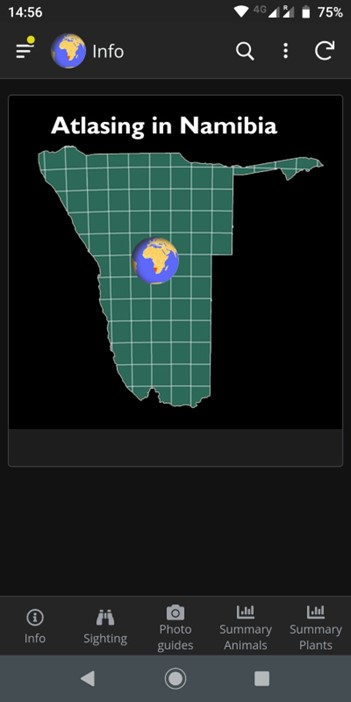 14:56
4G R 75%
Info
Atlasing in Namibia
Info
Sighting
Photo
guides
Summary
Animals
Summary
Plants